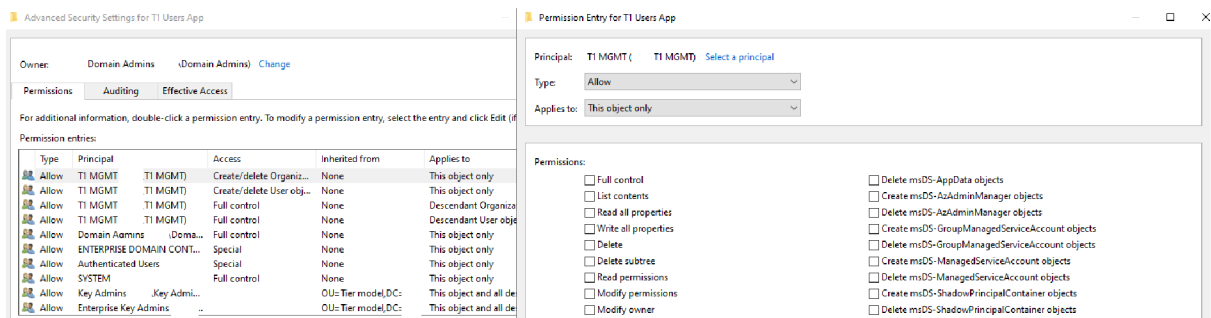 Advanced Security Settings for T1 Users App
Owner: Domain Admins \Domain Admins) Change
Permissions Auditing Effective Access
For additional information, double-click a permission entry. To modify a permission entry, select the entry and click Edit (if
Permission entries:
Type Principal Access Inherited from Applies to
Allow T1 MGMT T1 MGMT) Create/delete Organiz... None This object only
Allow T1 MGMT .T1 MGMT) Create/delete User obj... None This object only
Allow T1 MGMT .T1 MGMT) Full control None Descendant Organiza
Allow T1 MGMT .T1 MGMT) Full control None Descendant User obje
Allow Domain Admins \Doma... Full control None This object only
Allow ENTERPRISE DOMAIN CONT... Special None This object only
Allow Authenticated Users Special None This object only
Allow SYSTEM Full control None This object only
Allow Key Admins .Key Admi... OU=Tier model,DC= This object and all de
Allow Enterprise Key Admins .. OU=Tier model,DC= This object and all de
Permission Entry for T1 Users App
Principal: T1 MGMT ( T1 MGMT) Select a principal
Type: Allow
Applies to: This object only
Permissions:
Full control
List contents
Read all properties
Write all properties
Delete
Delete subtree
Read permissions
Modify permissions
Modify owner
Delete msDS-AppData objects
Create msDS-AzAdminManager objects
Delete msDS-AzAdminManager objects
Create msDS-GroupManagedServiceAccount objects
Delete msDS-GroupManagedServiceAccount objects
Create msDS-ManagedServiceAccount objects
Delete msDS-ManagedServiceAccount objects
Create msDS-ShadowPrincipalContainer objects
Delete msDS-ShadowPrincipalContainer objects